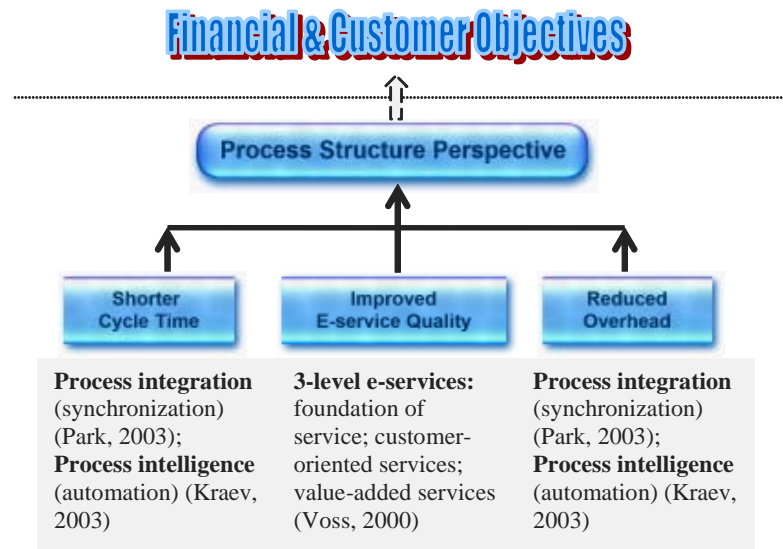 Financial & Customer Objectives
Process Structure Perspective
Shorter
Cycle Time
Improved
E-service Quality
Reduced
Overhead
Process integration
(synchronization)
(Park, 2003);
Process intelligence
(automation) (Kraev,
2003)
3-level e-services:
foundation of
service; customer-
oriented services;
value-added services
(Voss, 2000)
Process integration
(synchronization)
(Park, 2003);
Process intelligence
(automation) (Kraev,
2003)